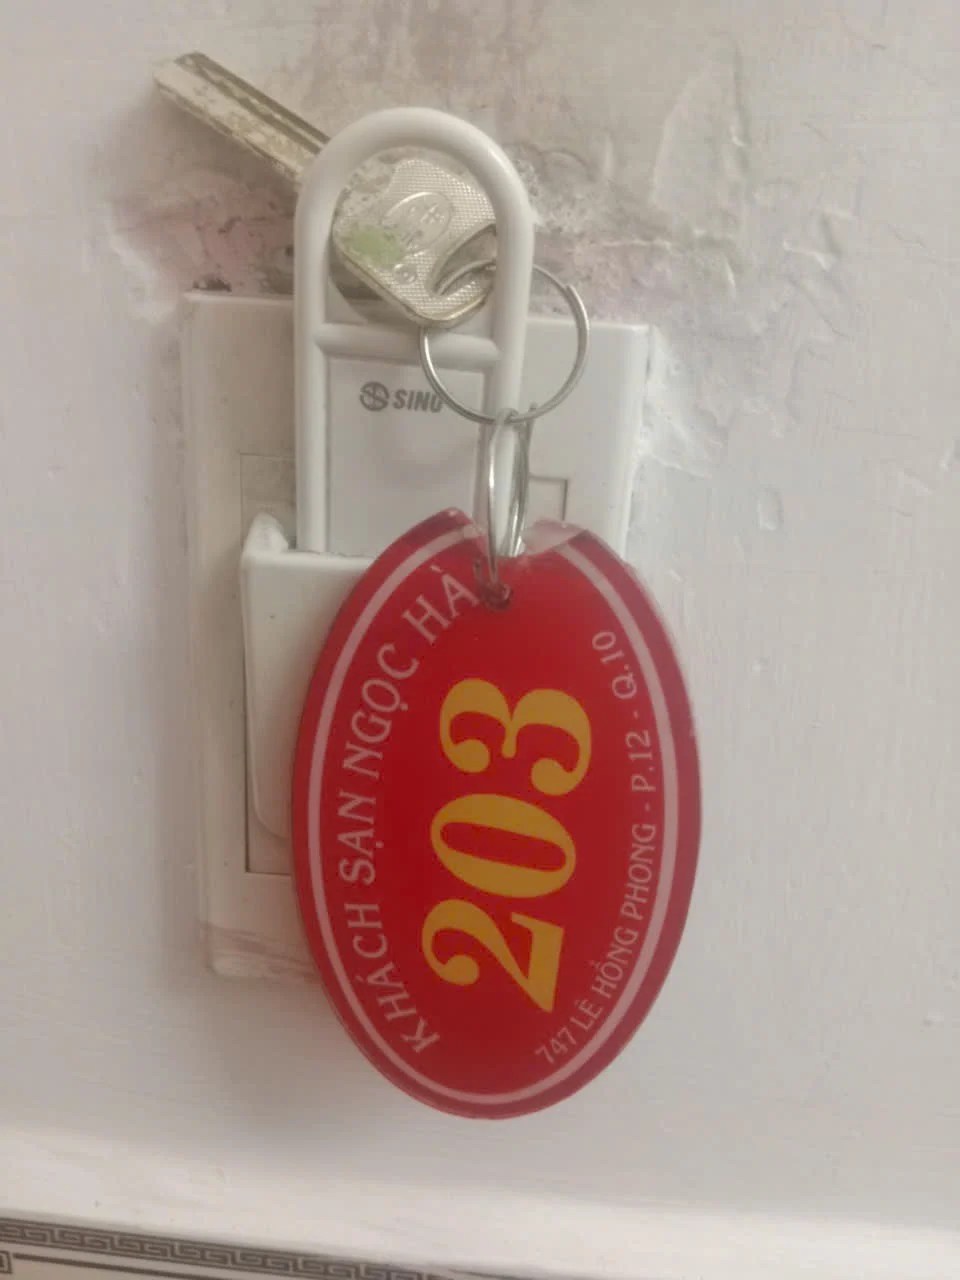 SINO
KHÁCH SẠN NGỌC HÀ
203
747 LÊ HỒNG PHONG - P.12 - Q.10